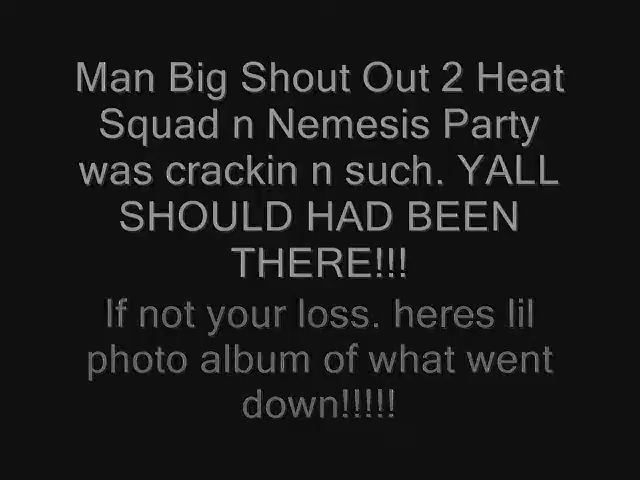 Man Big Shout Out 2 Heat
Squad n Nemesis Party
was crackin n such. YALL
SHOULD HAD BEEN
THERE!!!
If not your loss. heres lil
photo album of what went
down!!!!!